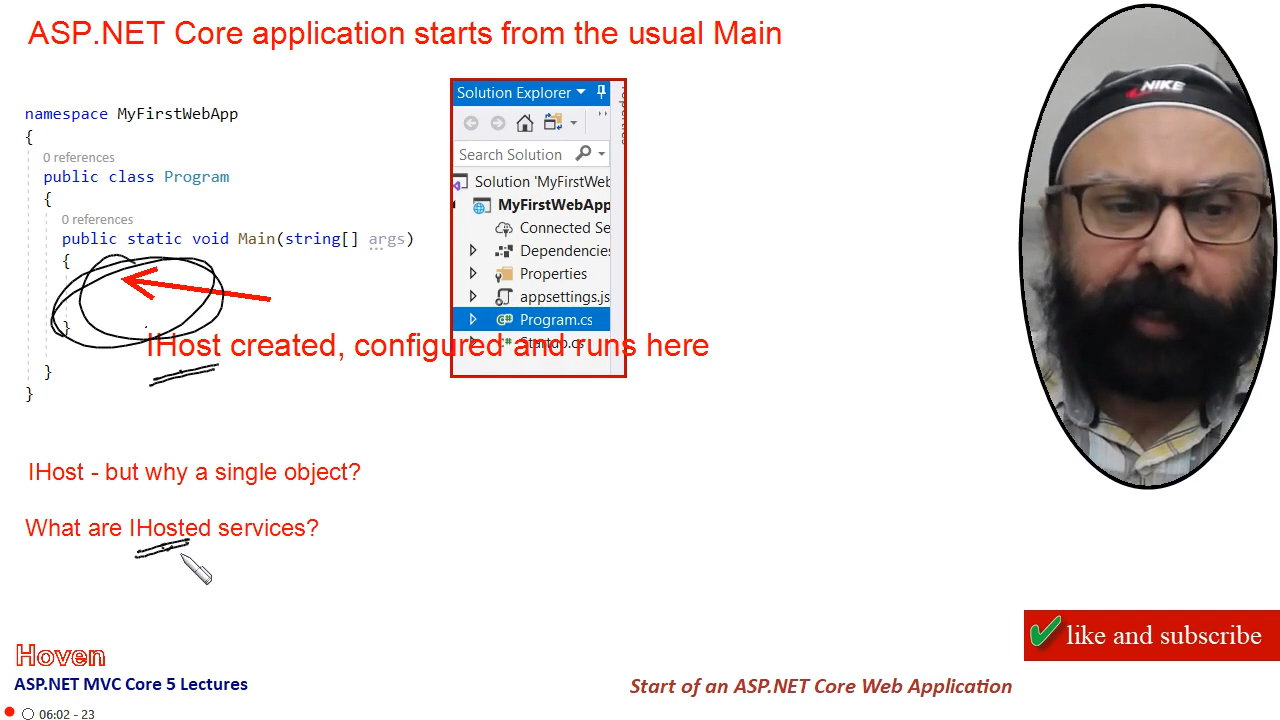 ASP.NET Core application starts from the usual Main
namespace MyFirstWebApp
{
0 references
public class Program
{
0 references
public static void Main(string[] args)
{
}
}
}
IHost created, configured and runs here
Solution Explorer
Search Solution
Solution 'MyFirstWeb
MyFirstWebApp
Connected Se
Dependencies
Properties
appsettings.js
Program.cs
Startup.cs
NIKE
IHost - but why a single object?
What are IHosted services?
like and subscribe
Hoven
ASP.NET MVC Core 5 Lectures
Start of an ASP.NET Core Web Application
06:02 - 23